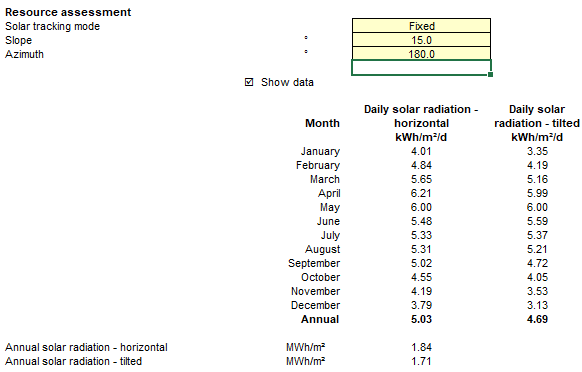 Resource assessment
Solar tracking mode Fixed
Slope ° 15.0
Azimuth ° 180.0
Show data
Month Daily solar radiation - horizontal Daily solar radiation - tilted
kWh/m²/d kWh/m²/d
January 4.01 3.35
February 4.84 4.19
March 5.65 5.16
April 6.21 5.99
May 6.00 6.00
June 5.48 5.59
July 5.33 5.37
August 5.31 5.21
September 5.02 4.72
October 4.55 4.05
November 4.19 3.53
December 3.79 3.13
Annual 5.03 4.69
Annual solar radiation - horizontal MWh/m² 1.84
Annual solar radiation - tilted MWh/m² 1.71